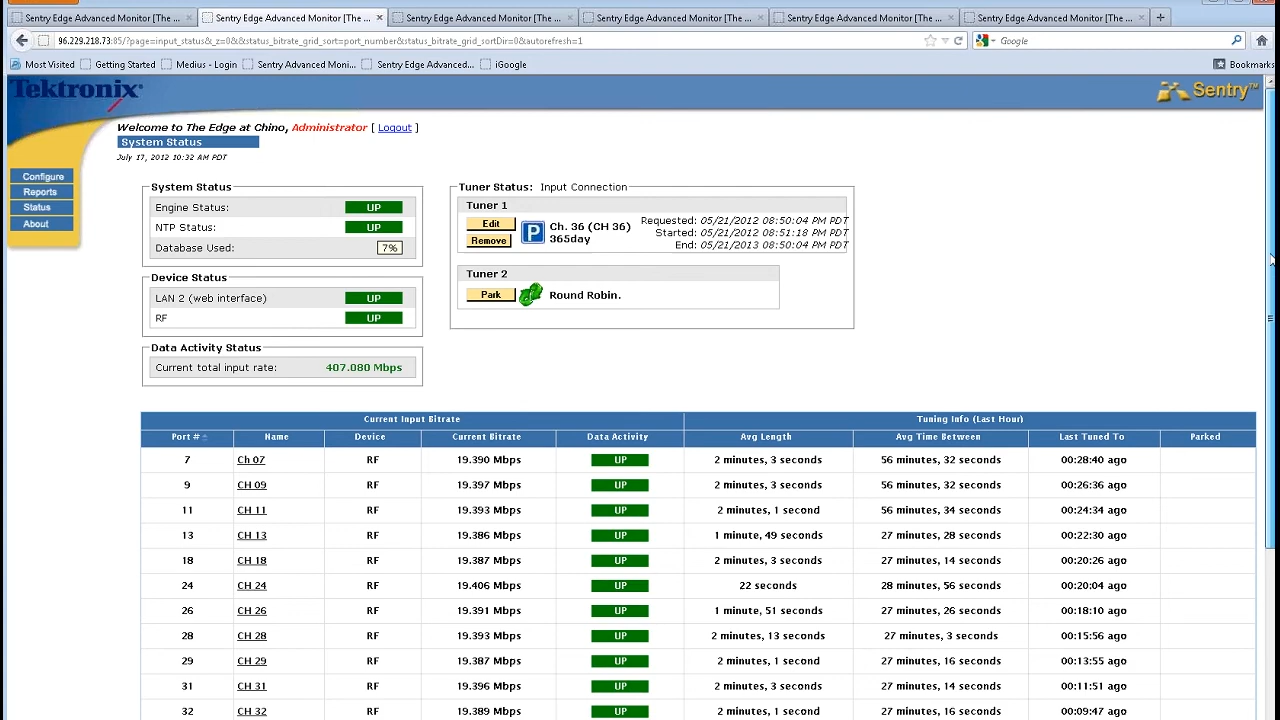 Sentry Edge Advanced Monitor [The ... Sentry Edge Advanced Monitor [The ... Sentry Edge Advanced Monitor [The ... Sentry Edge Advanced Monitor [The ... Sentry Edge Advanced Monitor [The ... Sentry Edge Advanced Monitor [The ...
96.229.218.73:85/?page=input_status&_z=0&&status_bitrate_grid_sort=port_number&status_bitrate_grid_sortDir=0&autorefresh=1 Google
Most Visited Getting Started Medius - Login Sentry Advanced Moni... Sentry Edge Advanced... iGoogle Bookmarks
Tektronix Sentry™
Welcome to The Edge at Chino, Administrator [ Logout ]
System Status
July 17, 2012 10:32 AM PDT
Configure
Reports
Status
About
System Status
Engine Status: UP
NTP Status: UP
Database Used: 7%
Device Status
LAN 2 (web interface) UP
RF UP
Data Activity Status
Current total input rate: 407.080 Mbps
Tuner Status: Input Connection
Tuner 1
Edit
Remove
P
Ch. 36 (CH 36)
365day
Requested: 05/21/2012 08:50:04 PM PDT
Started: 05/21/2012 08:51:18 PM PDT
End: 05/21/2013 08:50:04 PM PDT
Tuner 2
Park Round Robin.
Current Input Bitrate Tuning Info (Last Hour)
Port # Name Device Current Bitrate Data Activity Avg Length Avg Time Between Last Tuned To Parked
7 Ch 07 RF 19.390 Mbps UP 2 minutes, 3 seconds 56 minutes, 32 seconds 00:28:40 ago
9 CH 09 RF 19.397 Mbps UP 2 minutes, 3 seconds 56 minutes, 32 seconds 00:26:36 ago
11 CH 11 RF 19.393 Mbps UP 2 minutes, 1 second 56 minutes, 34 seconds 00:24:34 ago
13 CH 13 RF 19.386 Mbps UP 1 minute, 49 seconds 27 minutes, 28 seconds 00:22:30 ago
18 CH 18 RF 19.387 Mbps UP 2 minutes, 3 seconds 27 minutes, 14 seconds 00:20:26 ago
24 CH 24 RF 19.406 Mbps UP 22 seconds 28 minutes, 56 seconds 00:20:04 ago
26 CH 26 RF 19.391 Mbps UP 1 minute, 51 seconds 27 minutes, 26 seconds 00:18:10 ago
28 CH 28 RF 19.393 Mbps UP 2 minutes, 13 seconds 27 minutes, 3 seconds 00:15:56 ago
29 CH 29 RF 19.387 Mbps UP 2 minutes, 1 second 27 minutes, 16 seconds 00:13:55 ago
31 CH 31 RF 19.396 Mbps UP 2 minutes, 3 seconds 27 minutes, 14 seconds 00:11:51 ago
32 CH 32 RF 19.389 Mbps UP 2 minutes, 1 second 27 minutes, 16 seconds 00:09:47 ago